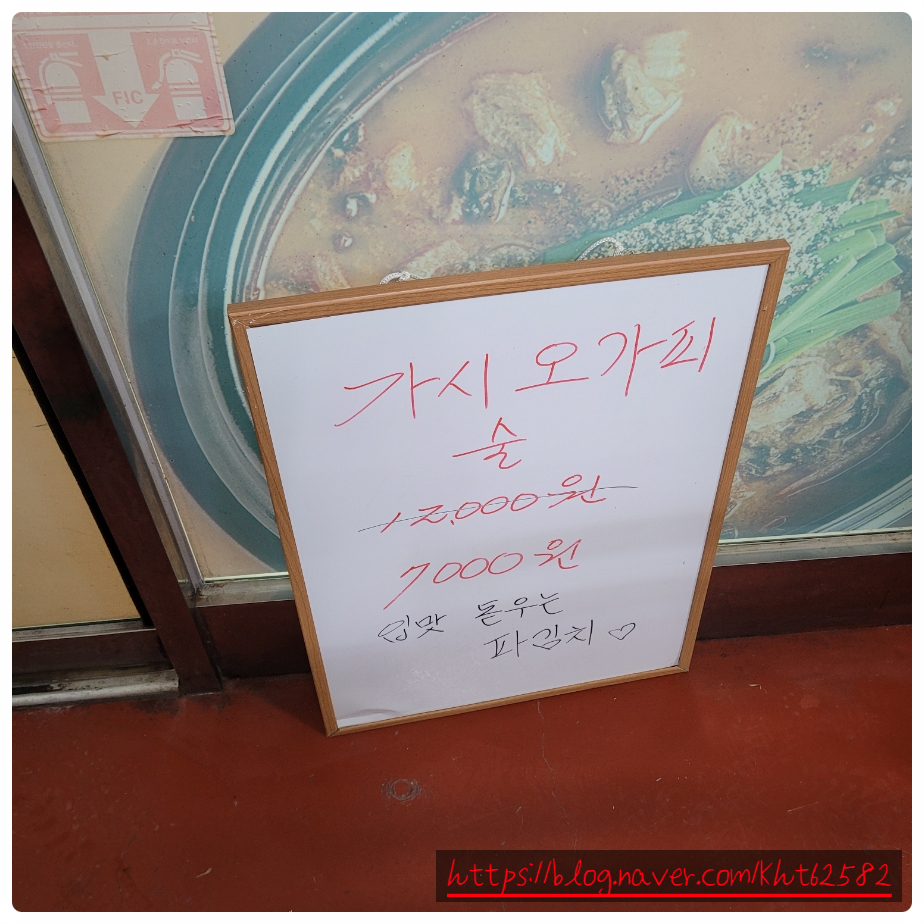 FIC
가시 오가피
술
12,000원
7000원
입맛 돋우는
파김치♡
https://blog.naver.com/kht62582